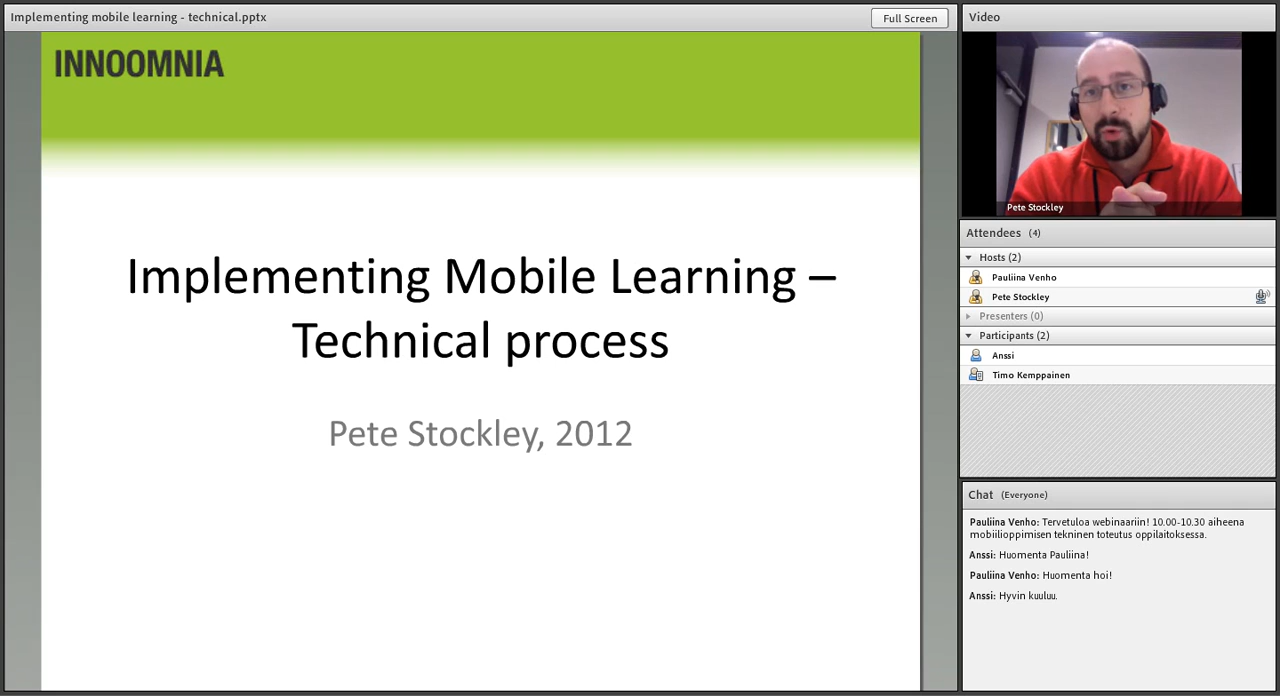 Implementing mobile learning - technical.pptx
Full Screen
INNOOMNIA
Implementing Mobile Learning –
Technical process
Pete Stockley, 2012
Video
Pete Stockley
Attendees (4)
Hosts (2)
Pauliina Venho
Pete Stockley
Presenters (0)
Participants (2)
Anssi
Timo Kemppainen
Chat (Everyone)
Pauliina Venho: Tervetuloa webinaariin! 10.00-10.30 aiheena
mobiilioppimisen tekninen toteutus oppilaitoksessa.
Anssi: Huomenta Pauliina!
Pauliina Venho: Huomenta hoi!
Anssi: Hyvin kuuluu.